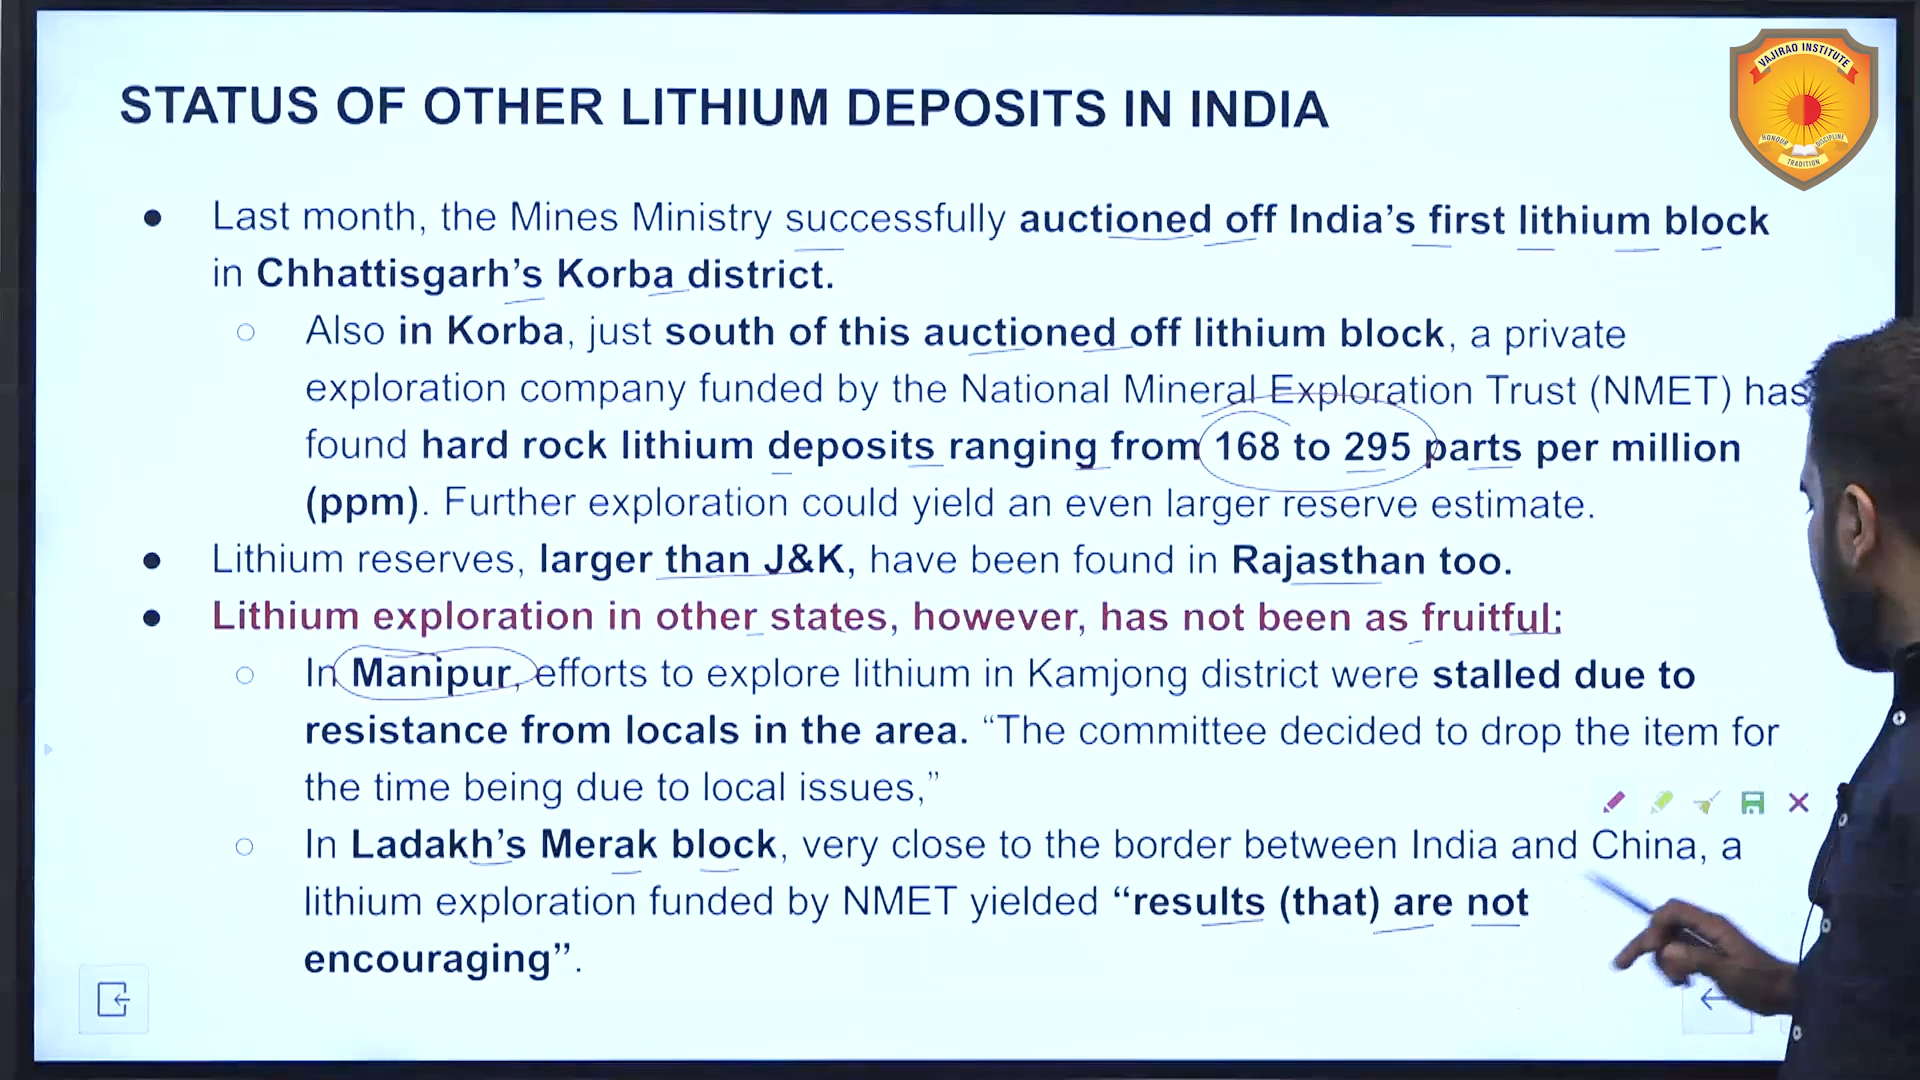 VAJIRAO INSTITUTE
HONOUR
DISCIPLINE
TRADITION
STATUS OF OTHER LITHIUM DEPOSITS IN INDIA
● Last month, the Mines Ministry successfully auctioned off India’s first lithium block
in Chhattisgarh’s Korba district.
○ Also in Korba, just south of this auctioned off lithium block, a private
exploration company funded by the National Mineral Exploration Trust (NMET) has
found hard rock lithium deposits ranging from 168 to 295 parts per million
(ppm). Further exploration could yield an even larger reserve estimate.
● Lithium reserves, larger than J&K, have been found in Rajasthan too.
● Lithium exploration in other states, however, has not been as fruitful:
○ In Manipur, efforts to explore lithium in Kamjong district were stalled due to
resistance from locals in the area. “The committee decided to drop the item for
the time being due to local issues,”
○ In Ladakh’s Merak block, very close to the border between India and China, a
lithium exploration funded by NMET yielded “results (that) are not
encouraging”.